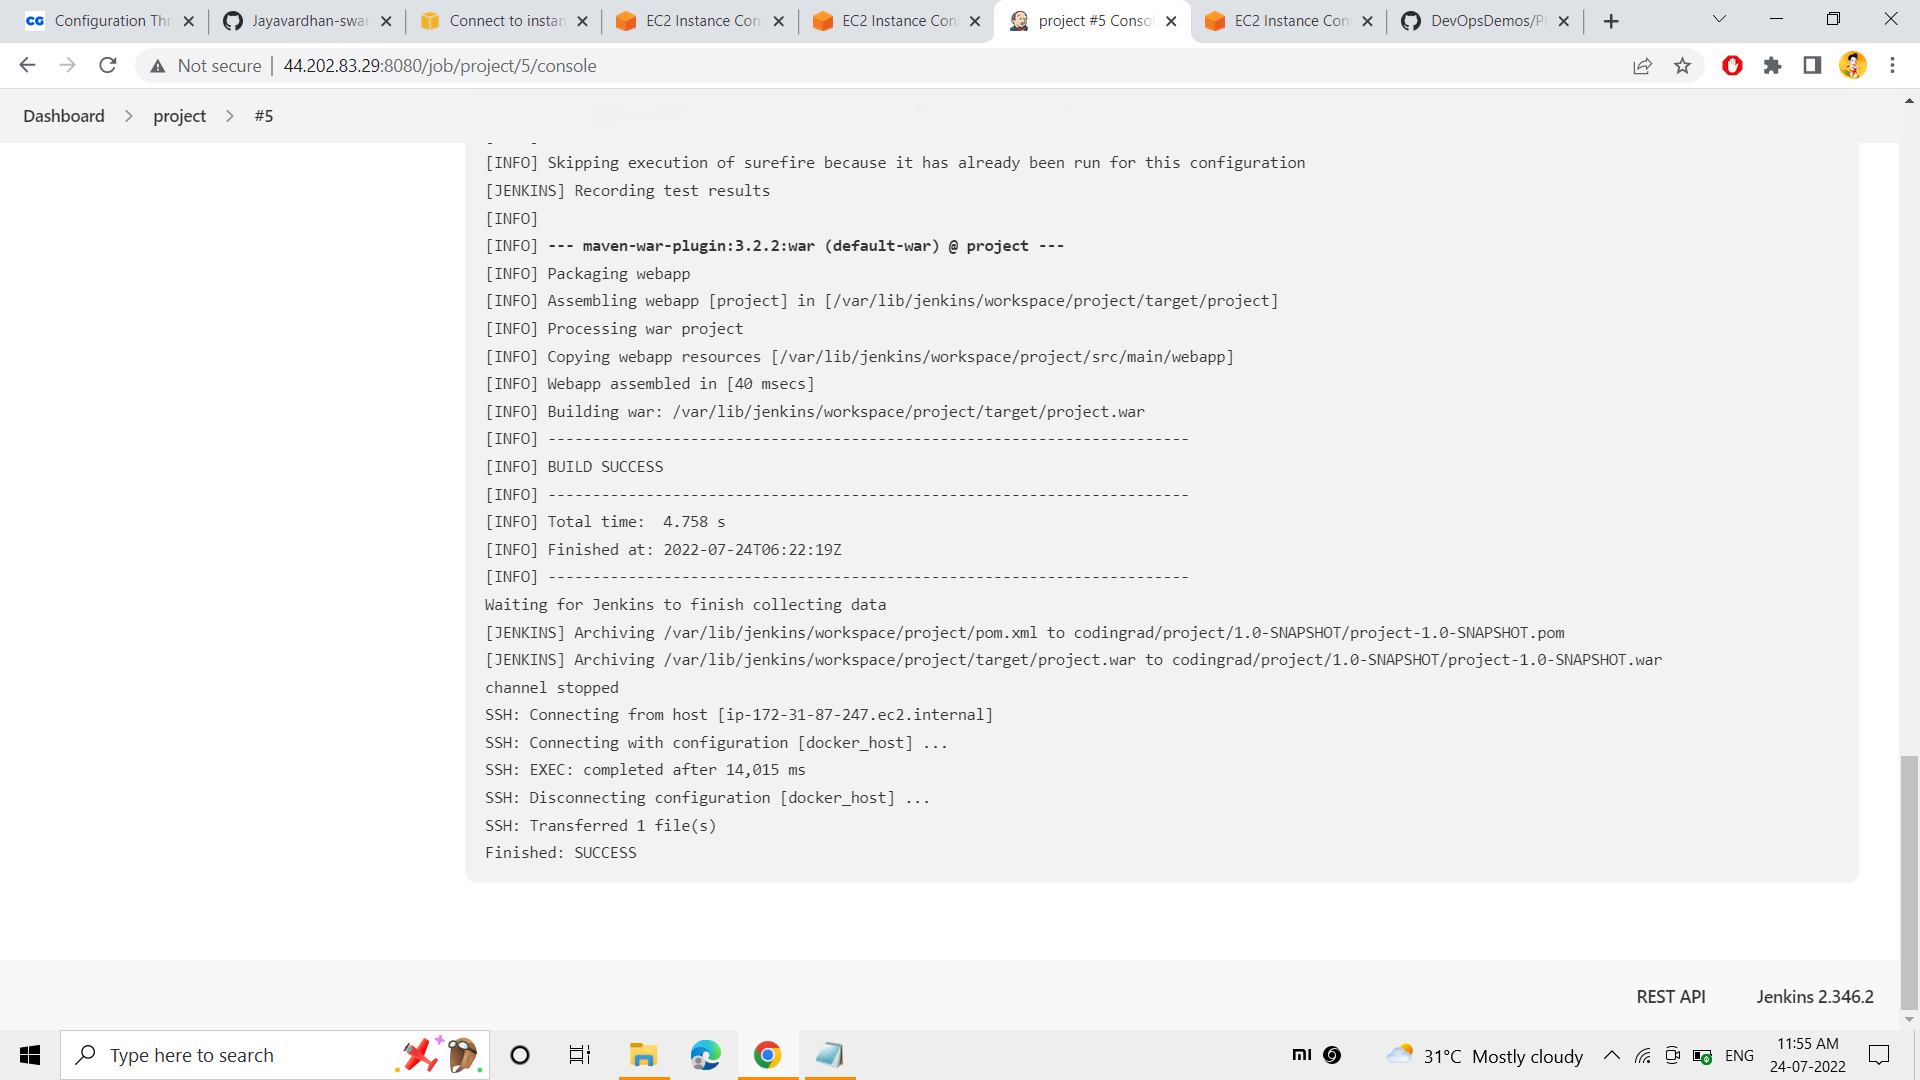 Configuration Thr
Jayavardhan-swar
Connect to instan
EC2 Instance Con
EC2 Instance Con
project #5 Conso
EC2 Instance Con
DevOpsDemos/P
Not secure
44.202.83.29:8080/job/project/5/console
Dashboard
project
#5
[INFO] Skipping execution of surefire because it has already been run for this configuration
[JENKINS] Recording test results
[INFO]
[INFO] --- maven-war-plugin:3.2.2:war (default-war) @ project ---
[INFO] Packaging webapp
[INFO] Assembling webapp [project] in [/var/lib/jenkins/workspace/project/target/project]
[INFO] Processing war project
[INFO] Copying webapp resources [/var/lib/jenkins/workspace/project/src/main/webapp]
[INFO] Webapp assembled in [40 msecs]
[INFO] Building war: /var/lib/jenkins/workspace/project/target/project.war
[INFO] ------------------------------------------------------------------------
[INFO] BUILD SUCCESS
[INFO] ------------------------------------------------------------------------
[INFO] Total time:  4.758 s
[INFO] Finished at: 2022-07-24T06:22:19Z
[INFO] ------------------------------------------------------------------------
Waiting for Jenkins to finish collecting data
[JENKINS] Archiving /var/lib/jenkins/workspace/project/pom.xml to codingrad/project/1.0-SNAPSHOT/project-1.0-SNAPSHOT.pom
[JENKINS] Archiving /var/lib/jenkins/workspace/project/target/project.war to codingrad/project/1.0-SNAPSHOT/project-1.0-SNAPSHOT.war
channel stopped
SSH: Connecting from host [ip-172-31-87-247.ec2.internal]
SSH: Connecting with configuration [docker_host] ...
SSH: EXEC: completed after 14,015 ms
SSH: Disconnecting configuration [docker_host] ...
SSH: Transferred 1 file(s)
Finished: SUCCESS
REST API
Jenkins 2.346.2
Type here to search
31°C Mostly cloudy
ENG
11:55 AM
24-07-2022